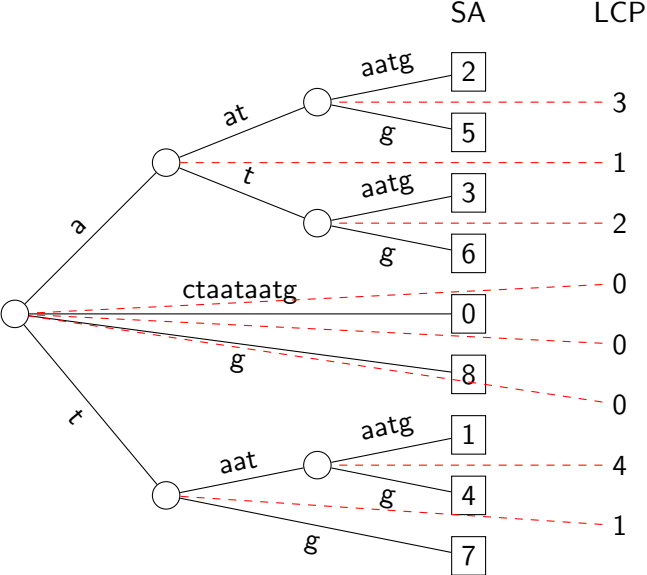 SA LCP
aatg 2
3
at
g 5
1
t
aatg 3
a
2
g 6
0
ctaataatg 0
0
g 8
0
t
aatg 1
aat
4
g 4
1
g 7